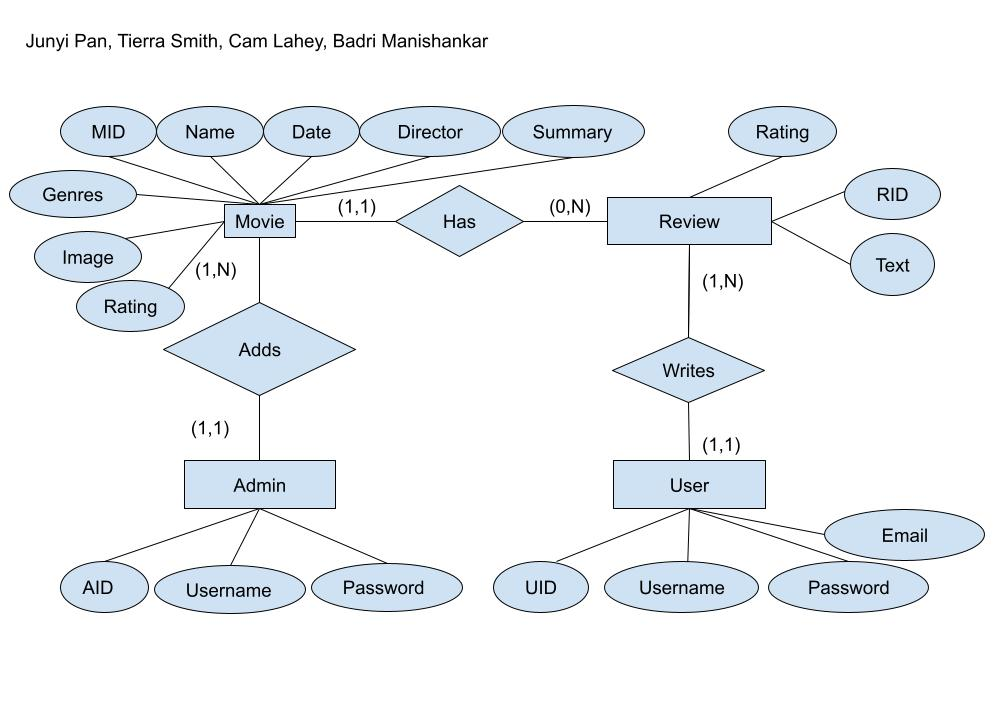 Junyi Pan, Tierra Smith, Cam Lahey, Badri Manishankar
MID
Name
Date
Director
Summary
Rating
Genres
RID
Movie
(1,1)
Has
(0,N)
Review
Image
(1,N)
Text
Rating
(1,N)
Adds
Writes
(1,1)
(1,1)
Admin
User
Email
AID
Username
Password
UID
Username
Password